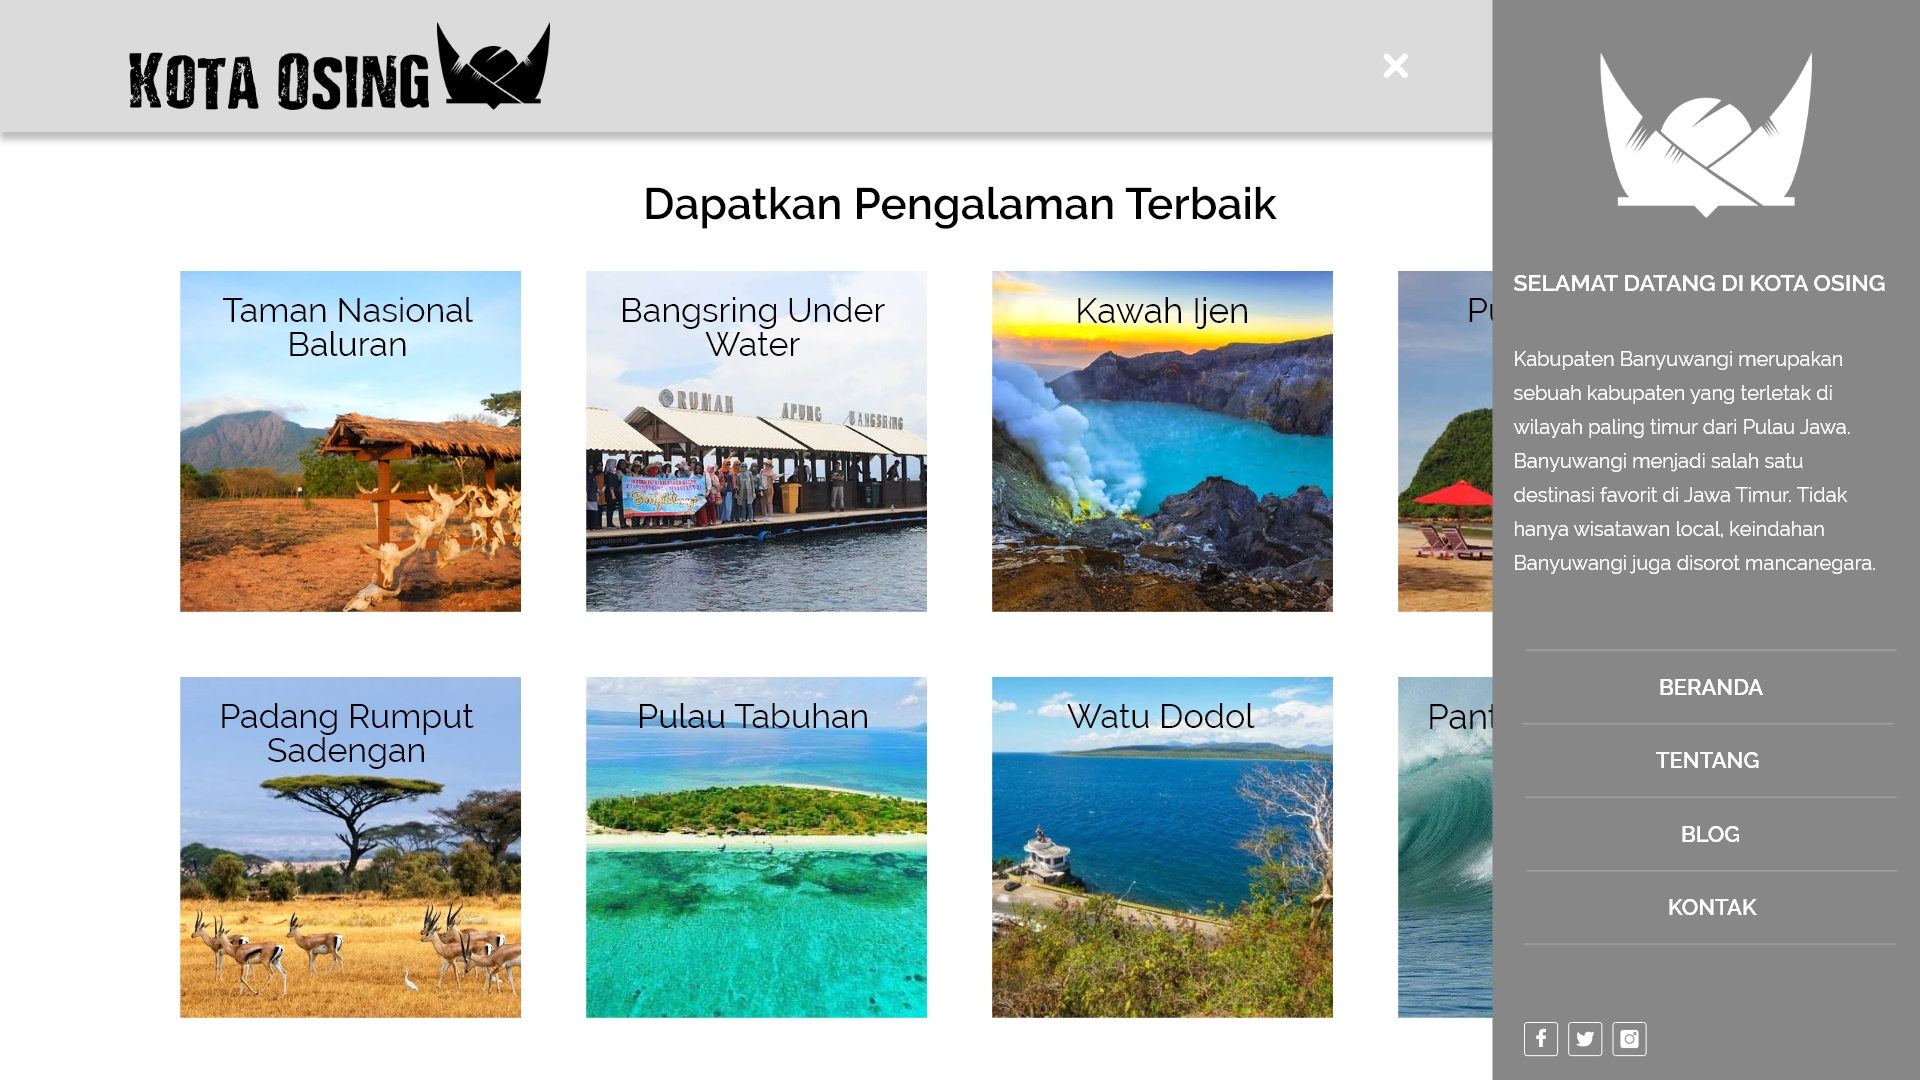 KOTA OSING
Dapatkan Pengalaman Terbaik
Taman Nasional
Baluran
Bangsring Under
Water
RUMAH APUNG BANGSRING
Kawah Ijen
Pu
Padang Rumput
Sadengan
Pulau Tabuhan
Watu Dodol
Pant
SELAMAT DATANG DI KOTA OSING
Kabupaten Banyuwangi merupakan
sebuah kabupaten yang terletak di
wilayah paling timur dari Pulau Jawa.
Banyuwangi menjadi salah satu
destinasi favorit di Jawa Timur. Tidak
hanya wisatawan local, keindahan
Banyuwangi juga disorot mancanegara.
BERANDA
TENTANG
BLOG
KONTAK